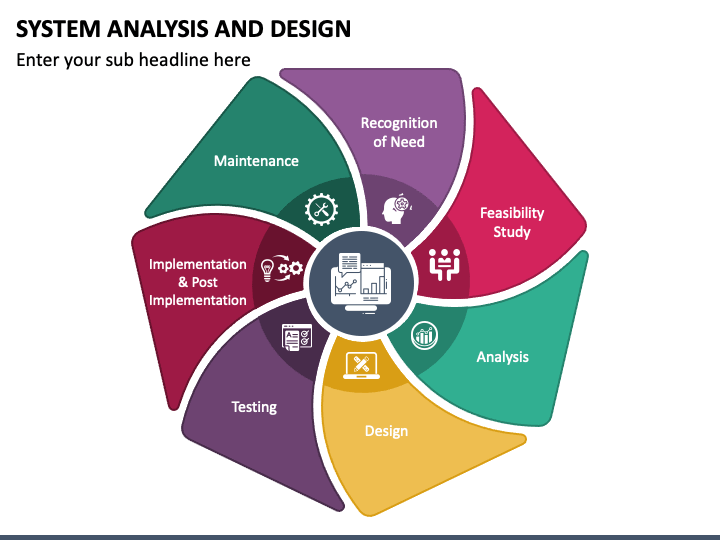 SYSTEM ANALYSIS AND DESIGN
Enter your sub headline here
Recognition
of Need
Feasibility
Study
Analysis
Design
Testing
Implementation
& Post
Implementation
Maintenance